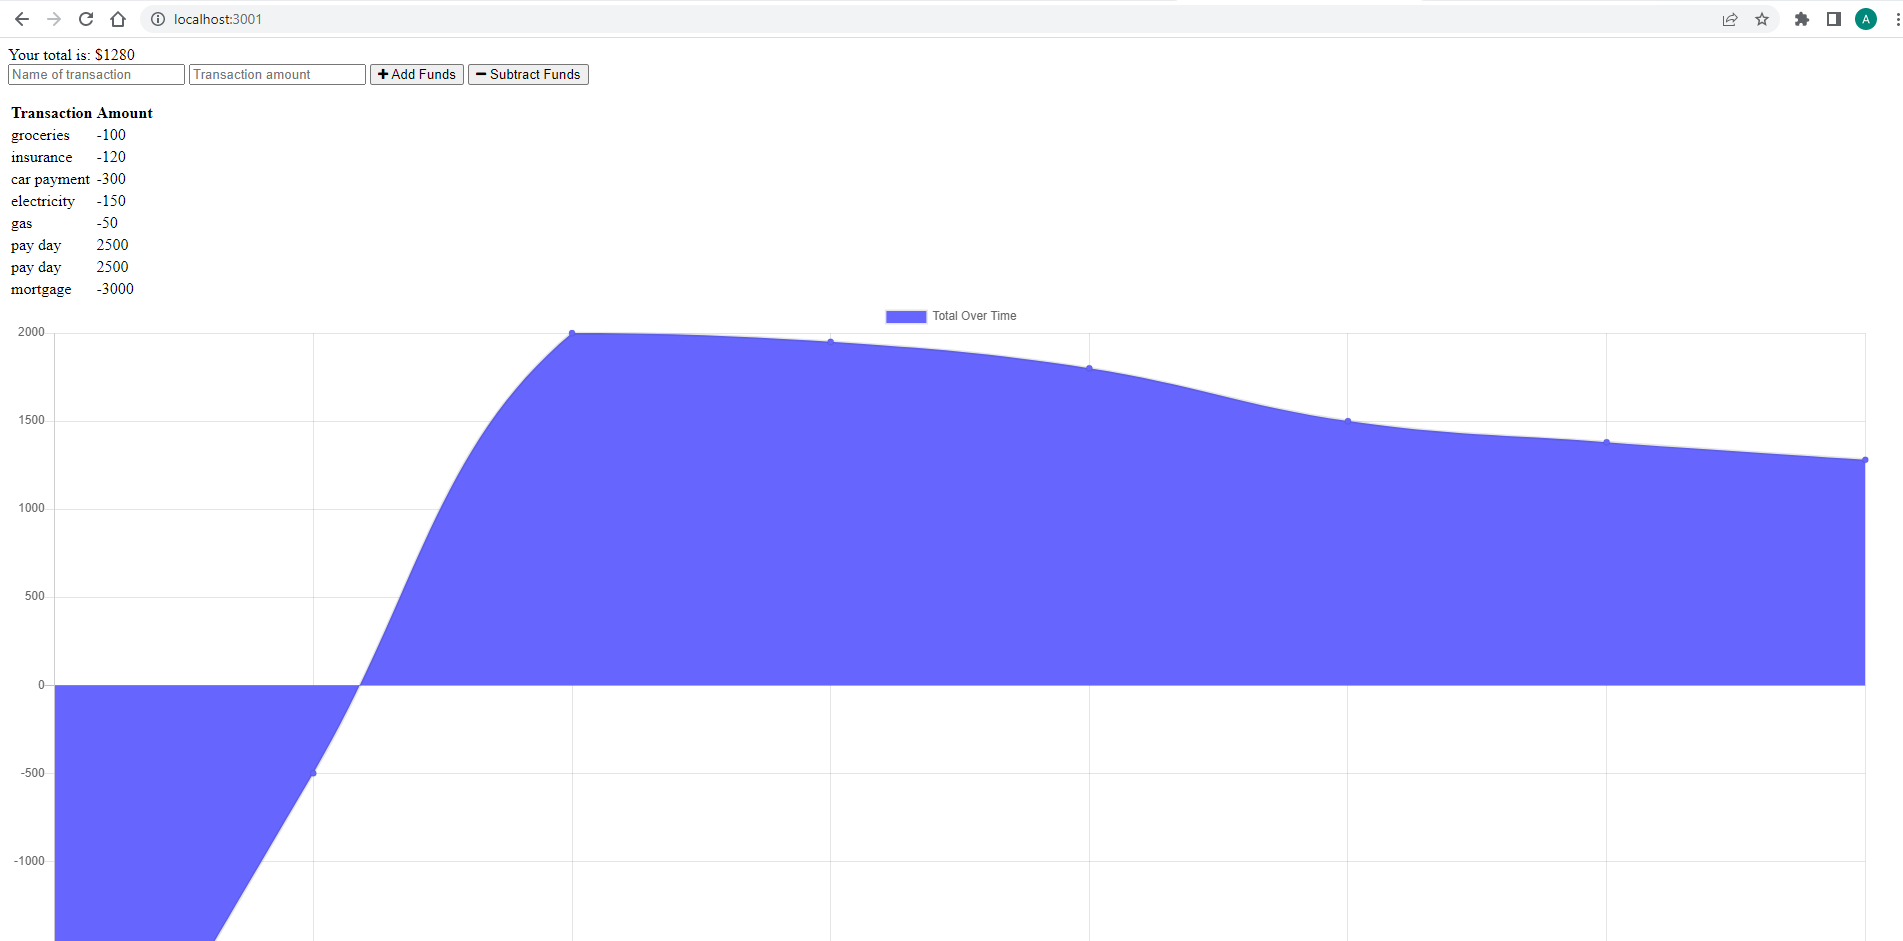 localhost:3001
A
Your total is: $1280
Name of transaction Transaction amount Add Funds Subtract Funds
Transaction Amount
groceries -100
insurance -120
car payment -300
electricity -150
gas -50
pay day 2500
pay day 2500
mortgage -3000
Total Over Time
2000
1500
1000
500
0
-500
-1000